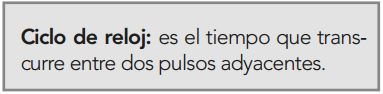 Ciclo de reloj: es el tiempo que trans-
curre entre dos pulsos adyacentes.